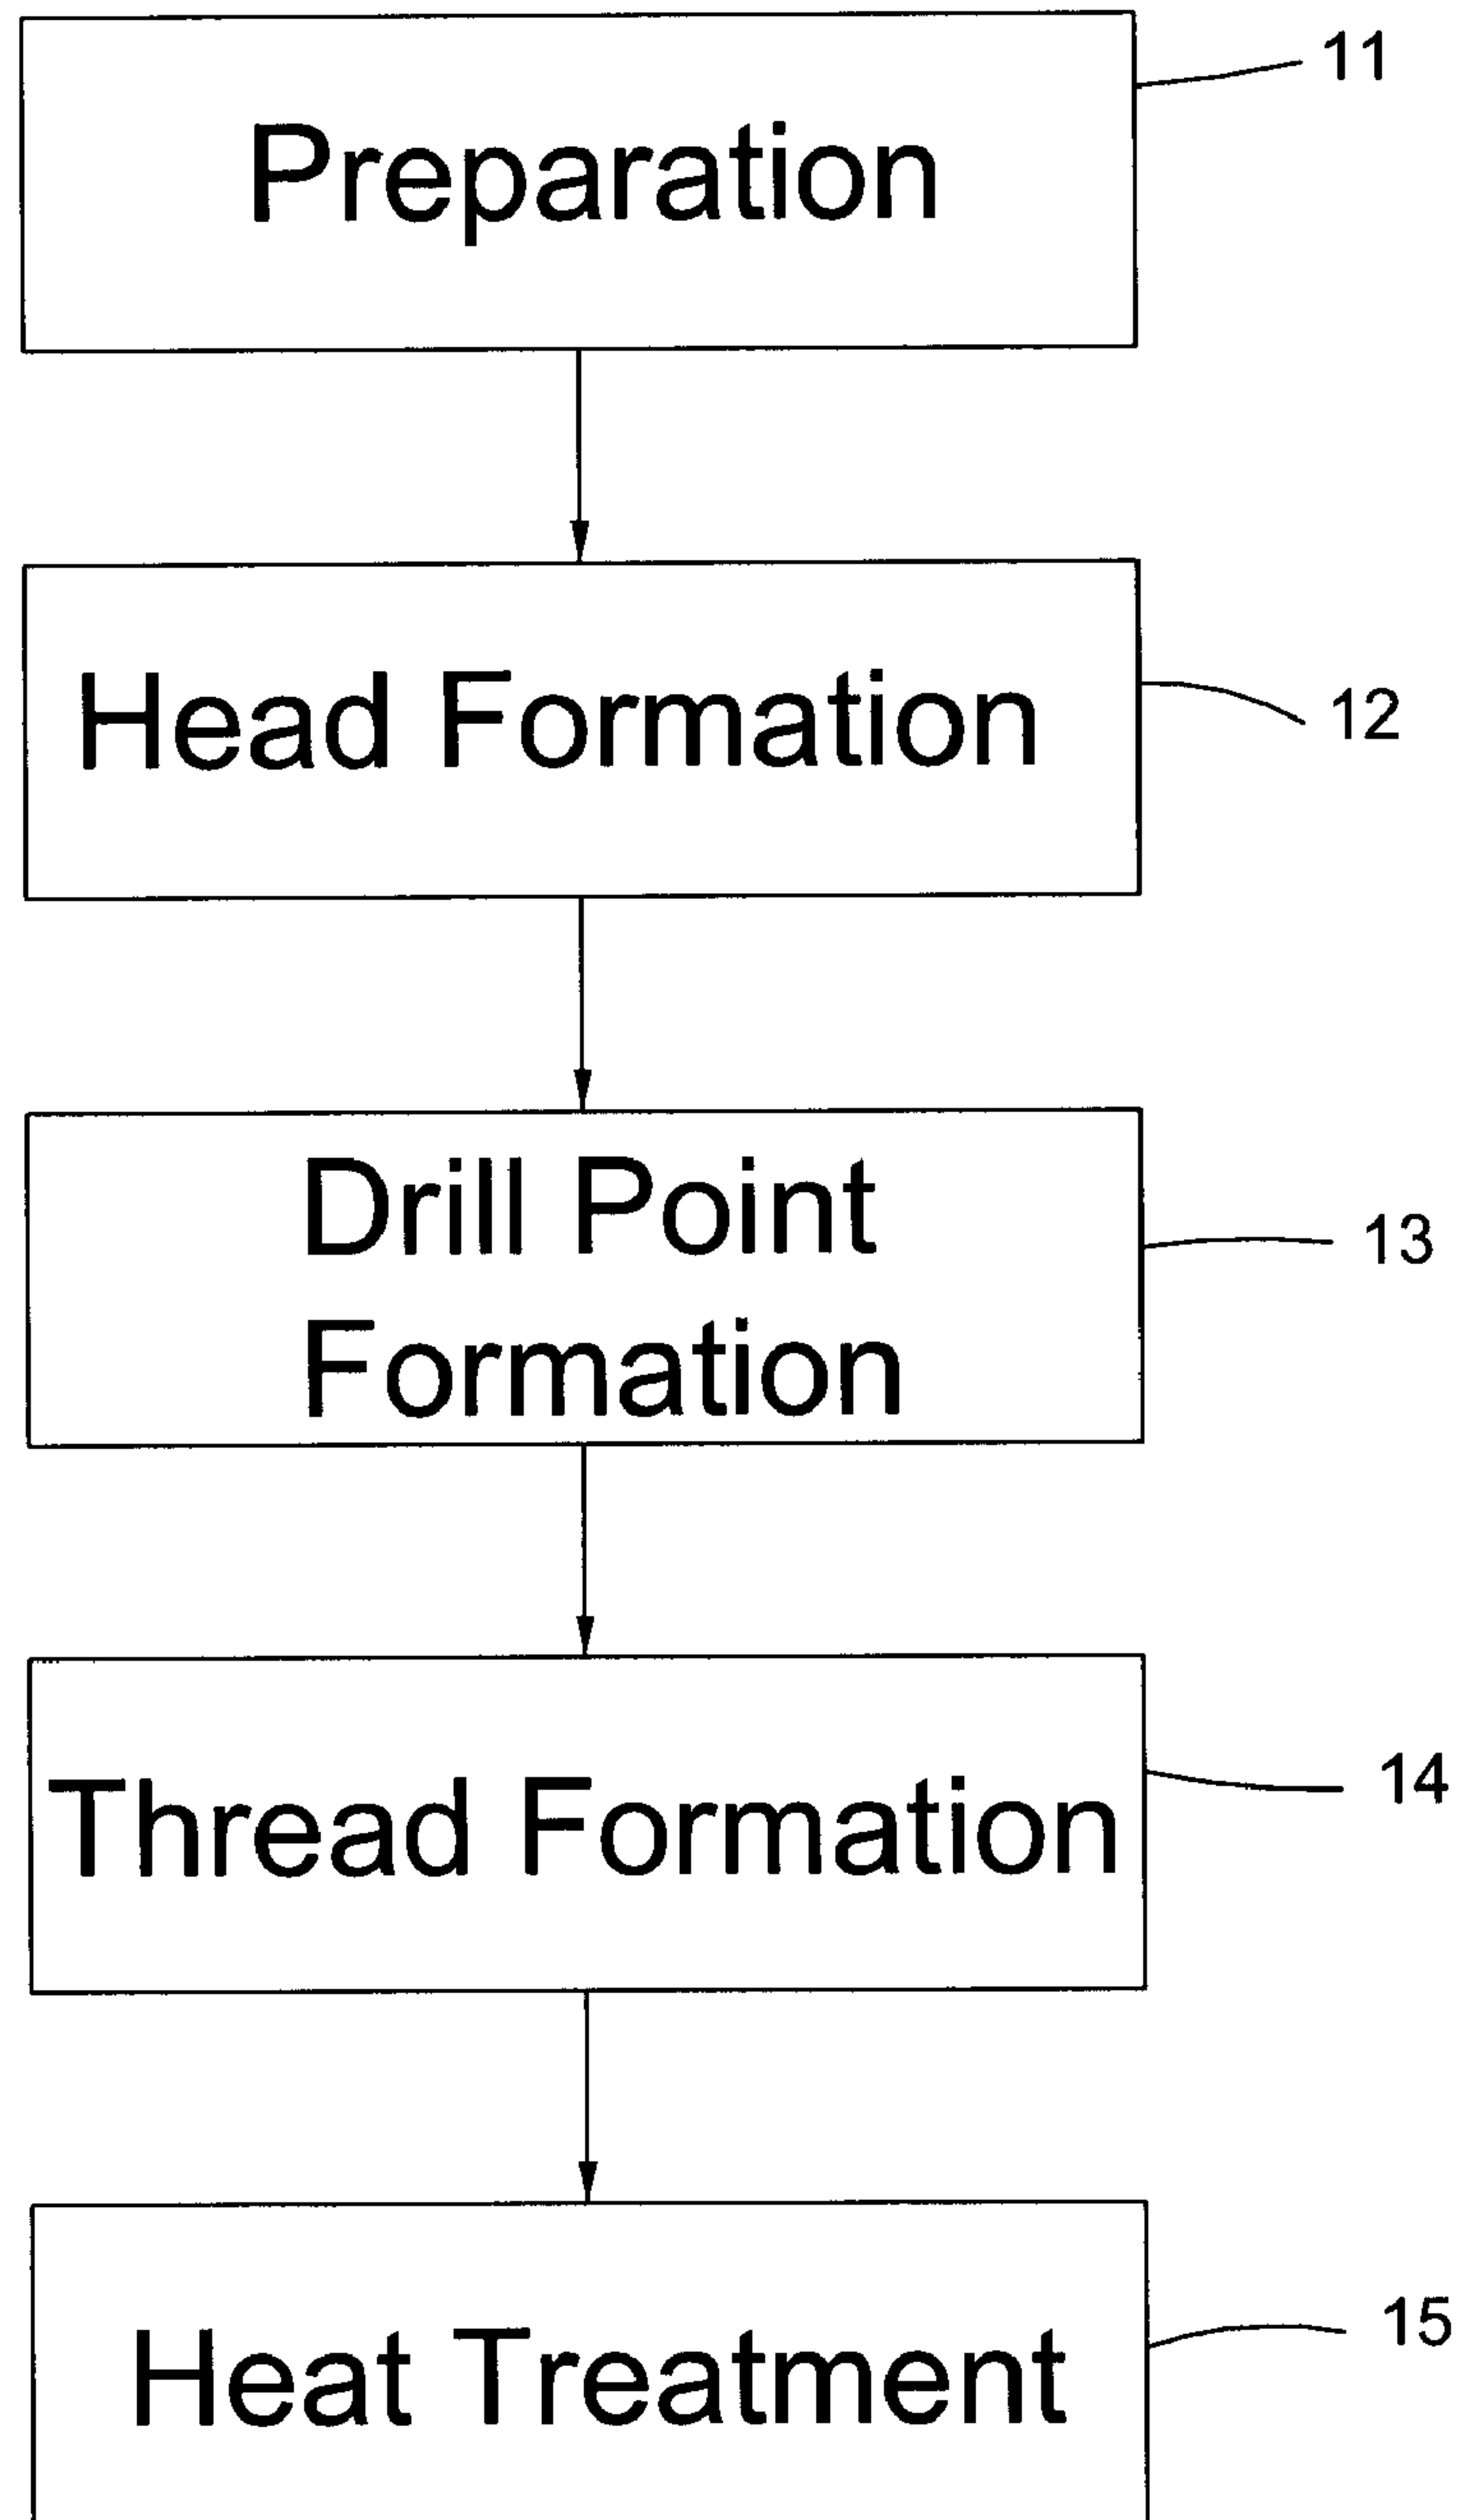 Preparation
11
Head Formation
12
Drill Point
Formation
13
Thread Formation
14
Heat Treatment
15